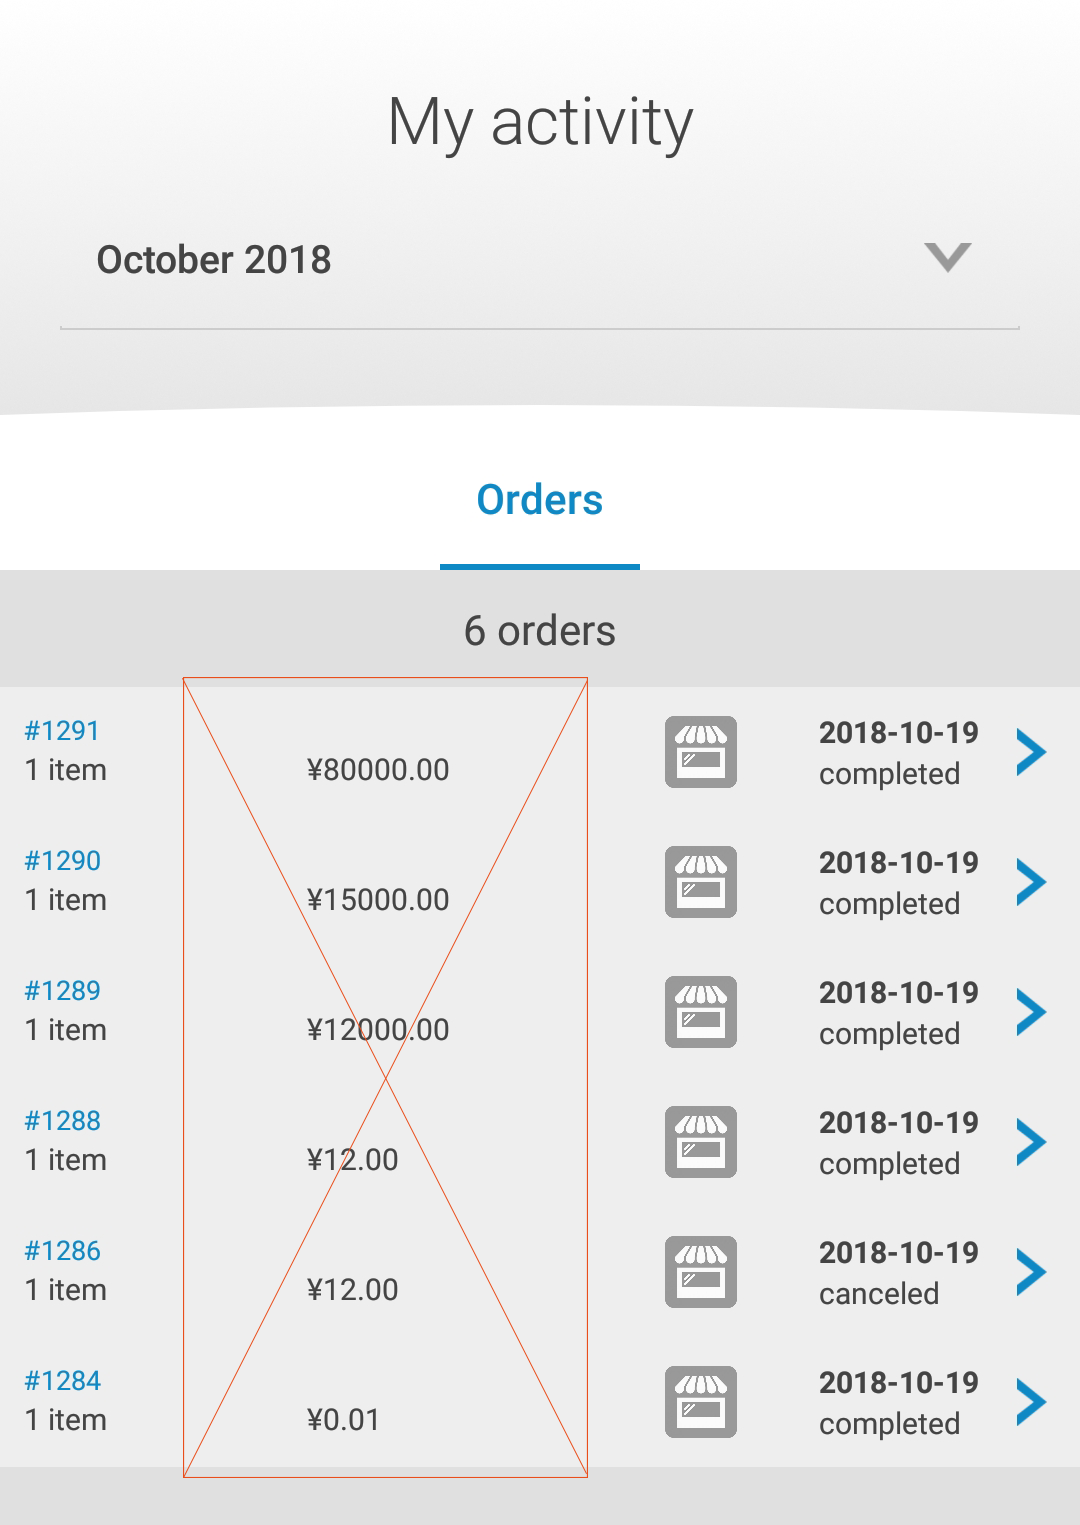 My activity
October 2018
Orders
6 orders
#1291
1 item
¥80000.00
2018-10-19
completed
#1290
1 item
¥15000.00
2018-10-19
completed
#1289
1 item
¥12000.00
2018-10-19
completed
#1288
1 item
¥12.00
2018-10-19
completed
#1286
1 item
¥12.00
2018-10-19
canceled
#1284
1 item
¥0.01
2018-10-19
completed